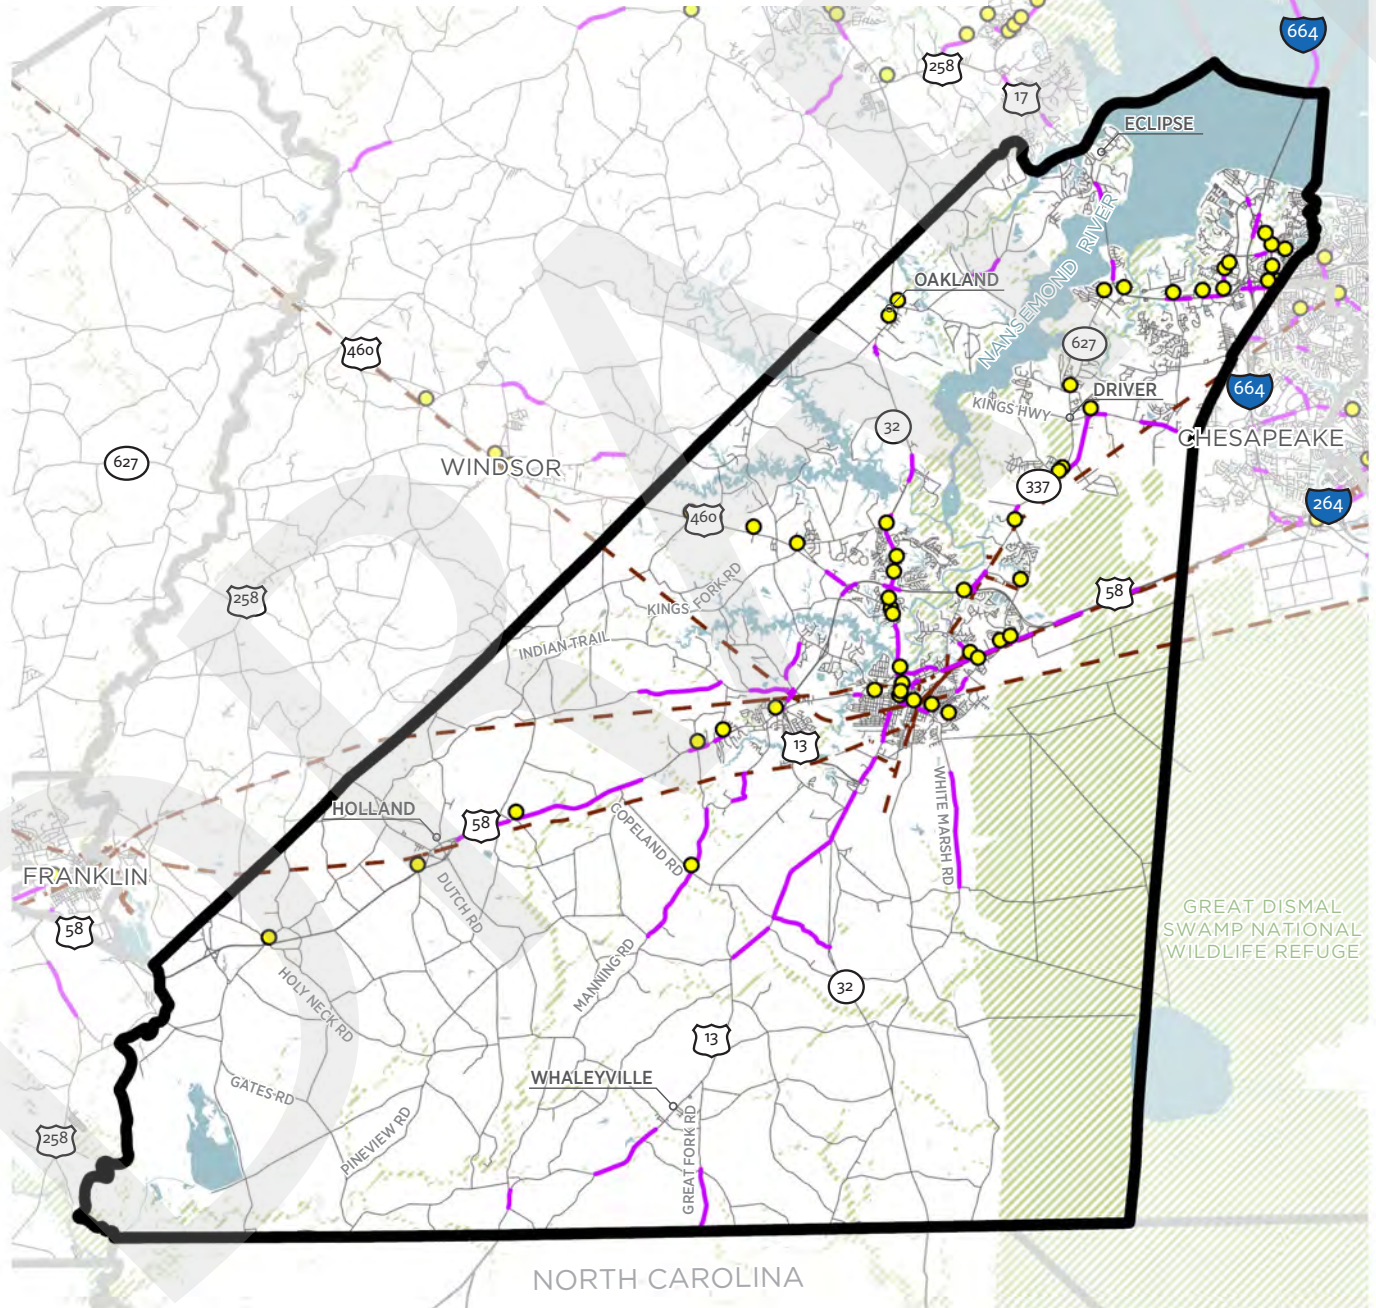 664
258
17
ECLIPSE
NANSEMOND RIVER
OAKLAND
627
460
664
DRIVER
KINGS HWY
32
CHESAPEAKE
627
WINDSOR
337
264
460
58
258
KINGS FORK RD
INDIAN TRAIL
13
HOLLAND
58
COPELAND RD
WHITE MARSH RD
FRANKLIN
DUTCH RD
58
GREAT DISMAL
SWAMP NATIONAL
WILDLIFE REFUGE
MANNING RD
32
HOLY NECK RD
13
WHALEYVILLE
GATES RD
PINEVIEW RD
GREAT FORK RD
258
NORTH CAROLINA